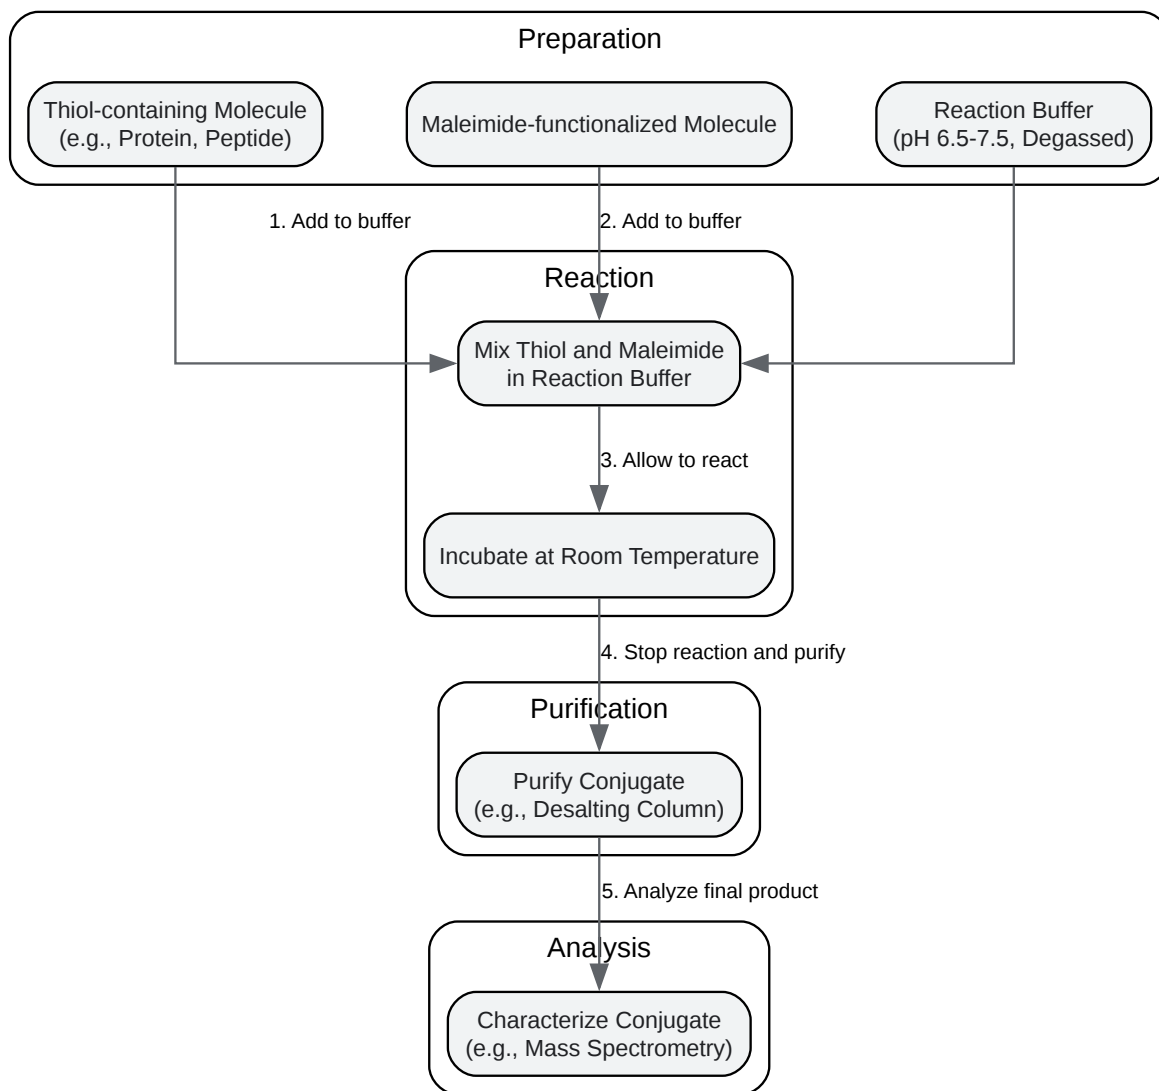 Preparation
Thiol-containing Molecule
(e.g., Protein, Peptide)
Maleimide-functionalized Molecule
Reaction Buffer
(pH 6.5-7.5, Degassed)
1. Add to buffer
2. Add to buffer
Reaction
Mix Thiol and Maleimide
in Reaction Buffer
3. Allow to react
Incubate at Room Temperature
4. Stop reaction and purify
Purification
Purify Conjugate
(e.g., Desalting Column)
5. Analyze final product
Analysis
Characterize Conjugate
(e.g., Mass Spectrometry)